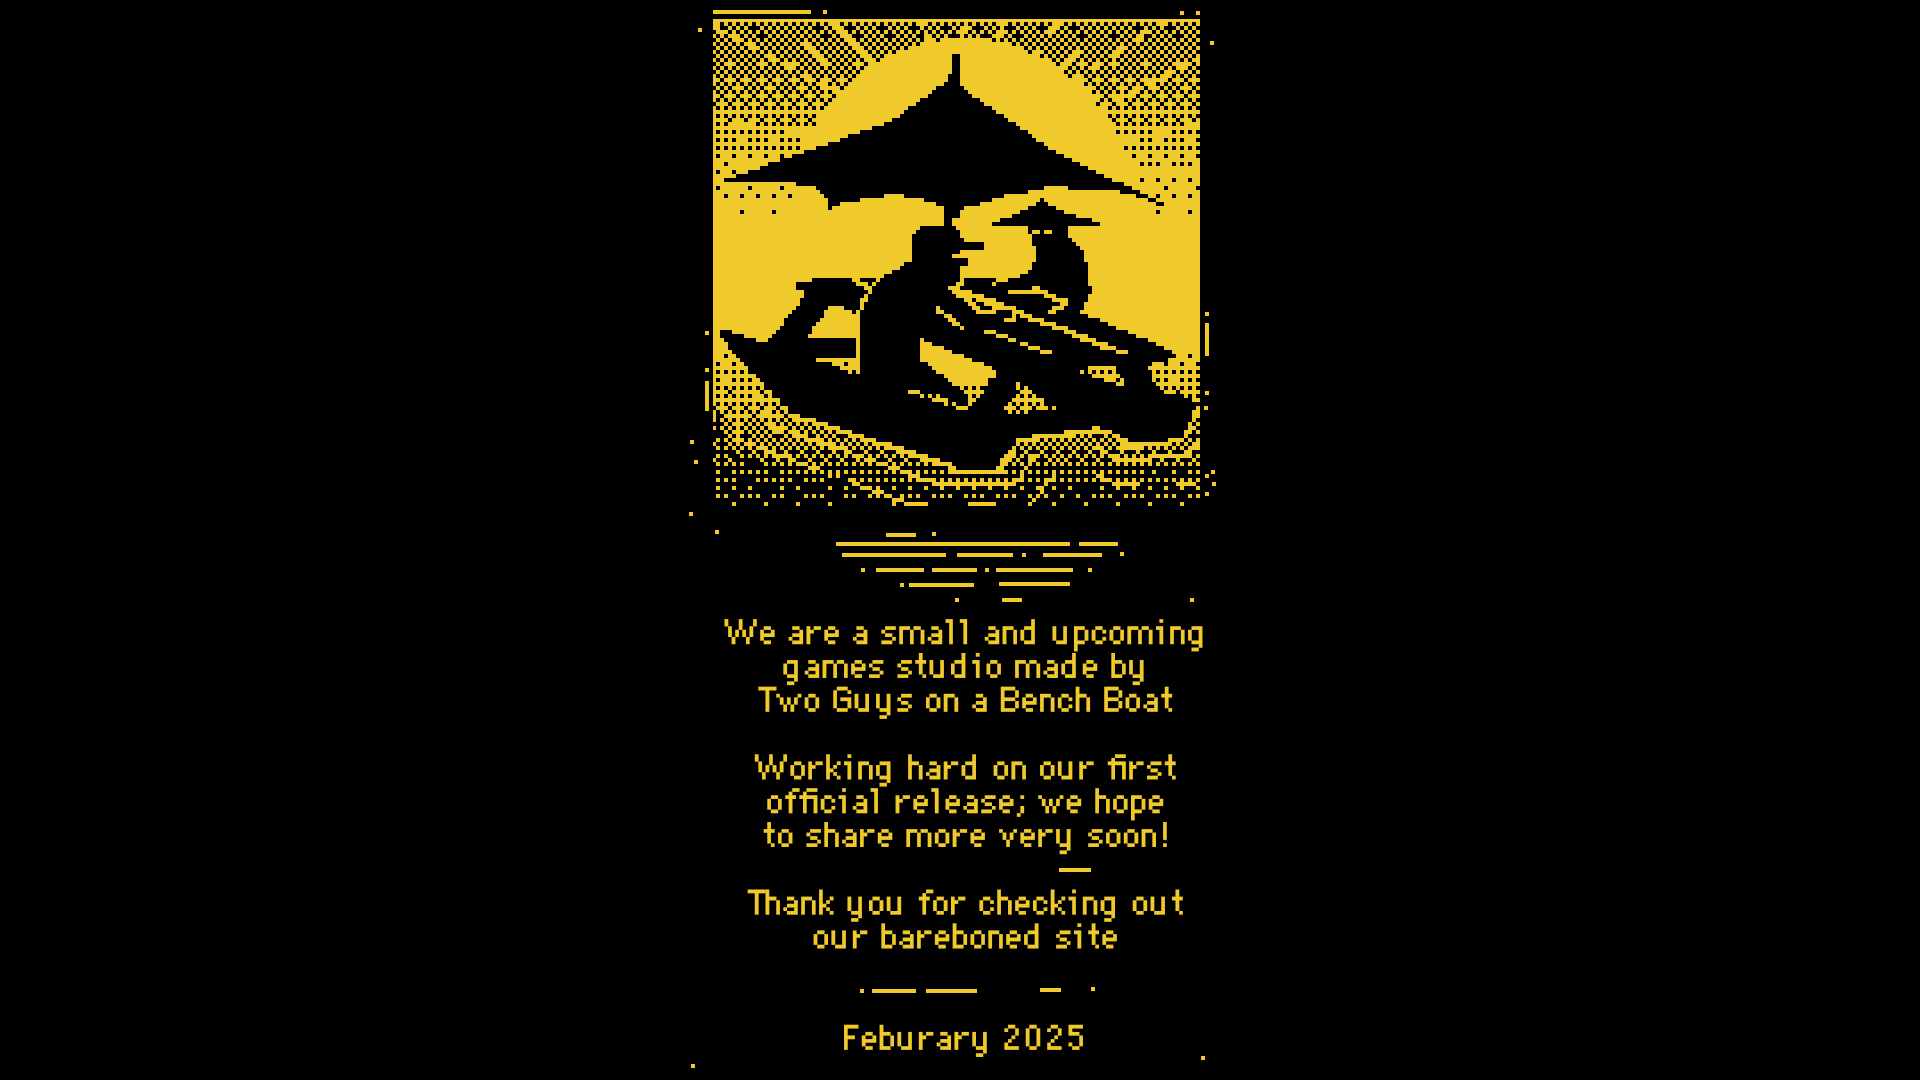 We are a small and upcoming
games studio made by
Two Guys on a Bench Boat
Working hard on our first
official release; we hope
to share more very soon!
Thank you for checking out
our bareboned site
Feburary 2025